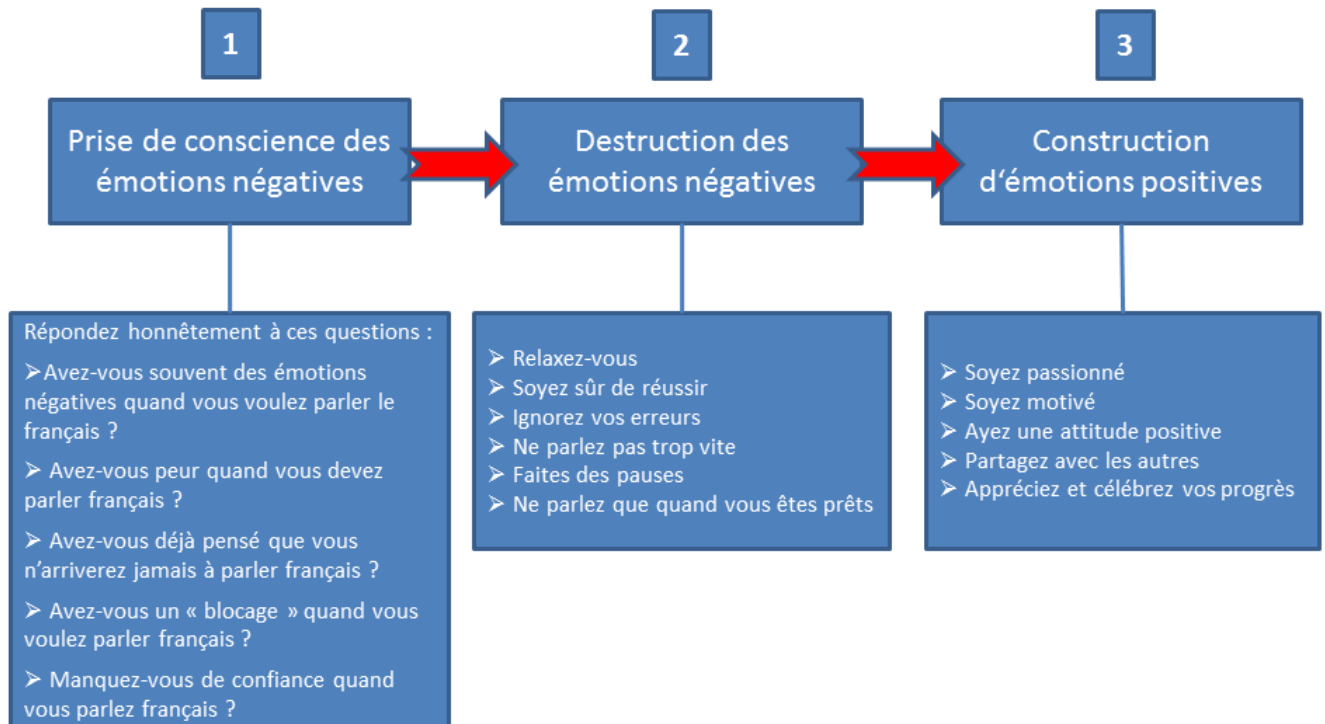 1
Prise de conscience des
émotions négatives
Répondez honnêtement à ces questions :
➢Avez-vous souvent des émotions
négatives quand vous voulez parler le
français ?
➢ Avez-vous peur quand vous devez
parler français ?
➢ Avez-vous déjà pensé que vous
n’arriverez jamais à parler français ?
➢ Avez-vous un « blocage » quand vous
voulez parler français ?
➢ Manquez-vous de confiance quand
vous parlez français ?
2
Destruction des
émotions négatives
➢ Relaxez-vous
➢ Soyez sûr de réussir
➢ Ignorez vos erreurs
➢ Ne parlez pas trop vite
➢ Faites des pauses
➢ Ne parlez que quand vous êtes prêts
3
Construction
d‘émotions positives
➢ Soyez passionné
➢ Soyez motivé
➢ Ayez une attitude positive
➢ Partagez avec les autres
➢ Appréciez et célébrez vos progrès